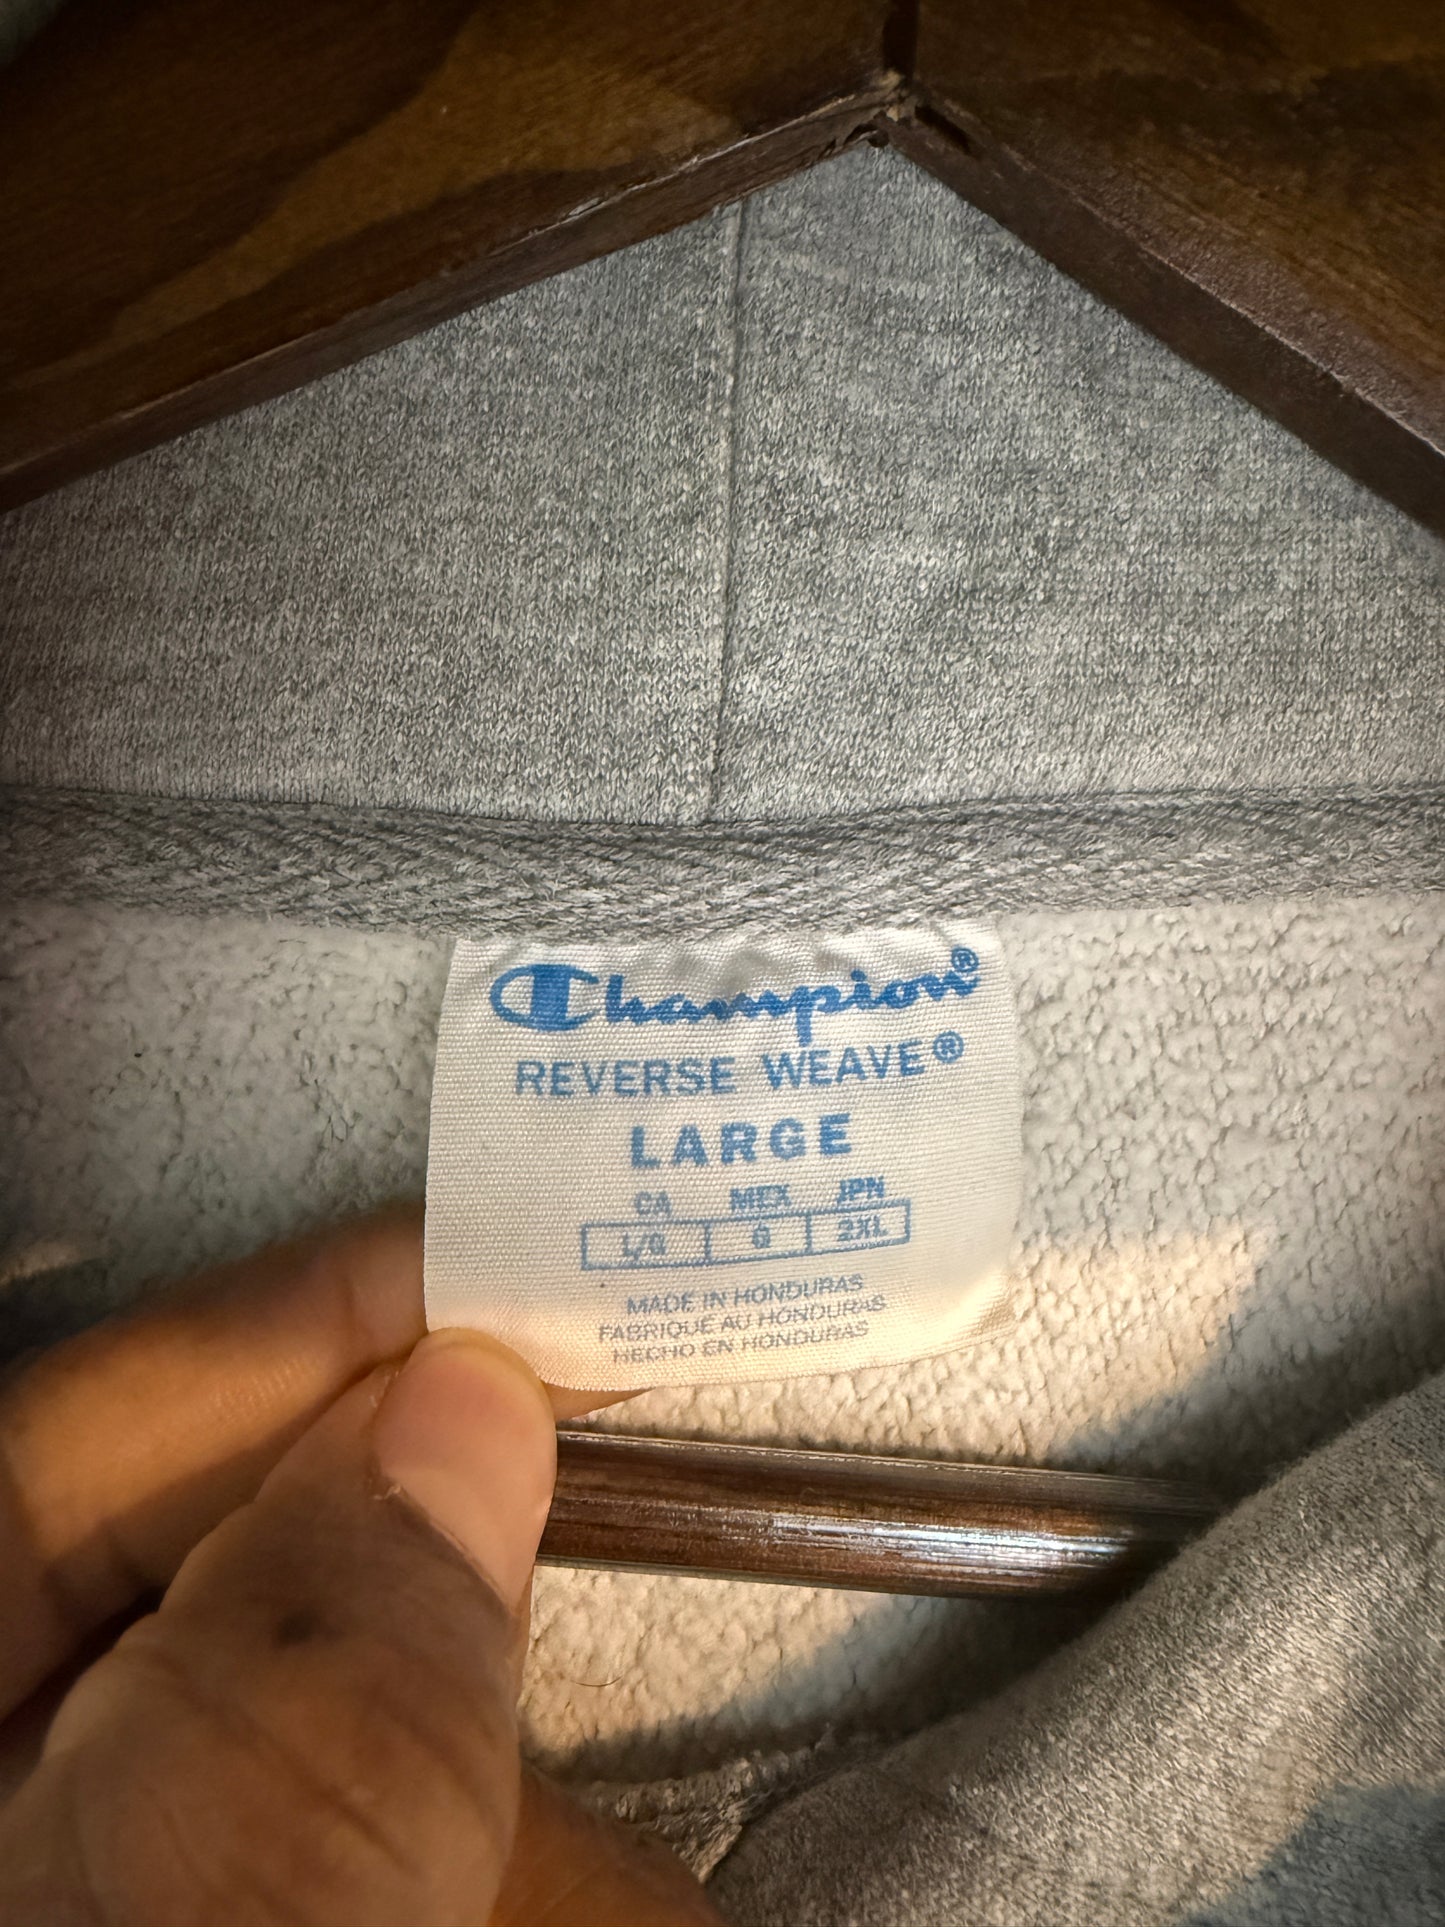 Champion®
REVERSE WEAVE®
LARGE
CA MEX JPN
L/G G 2XL
MADE IN HONDURAS
FABRIQUE AU HONDURAS
HECHO EN HONDURAS